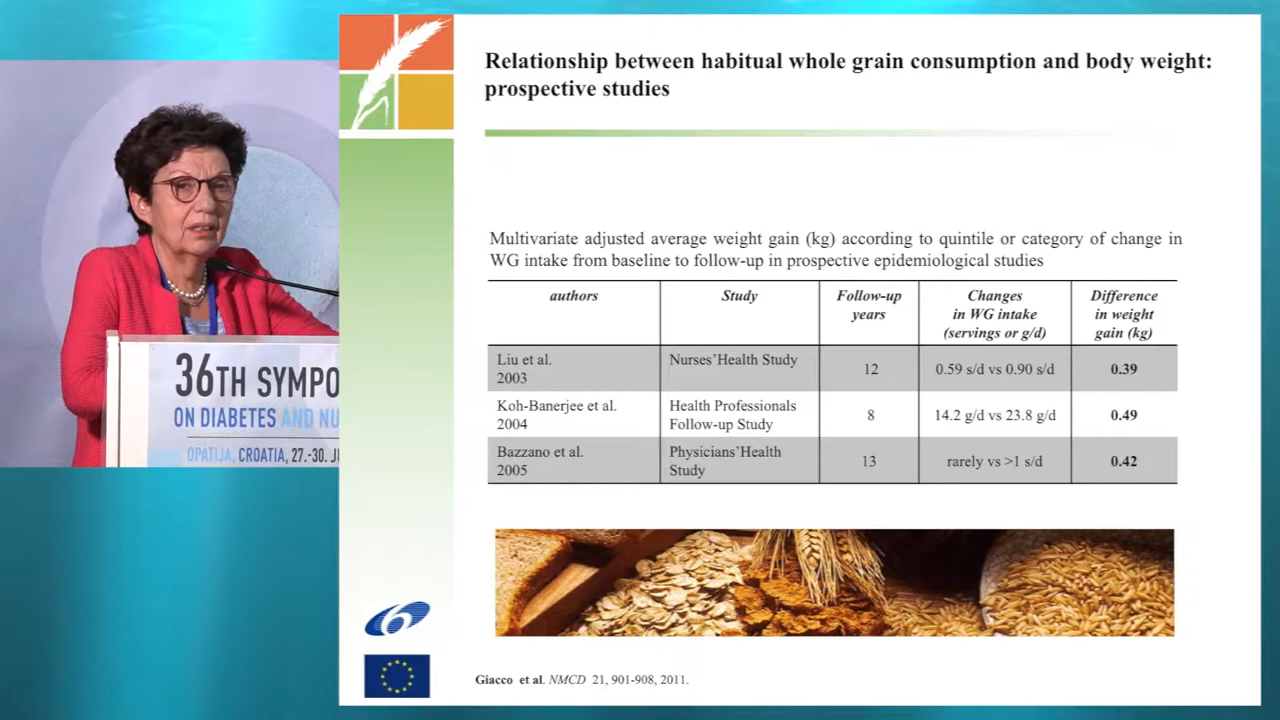 Relationship between habitual whole grain consumption and body weight:
prospective studies
Multivariate adjusted average weight gain (kg) according to quintile or category of change in
WG intake from baseline to follow-up in prospective epidemiological studies
authors Study Follow-up years Changes in WG intake (servings or g/d) Difference in weight gain (kg)
Liu et al. 2003 Nurses'Health Study 12 0.59 s/d vs 0.90 s/d 0.39
Koh-Banerjee et al. 2004 Health Professionals Follow-up Study 8 14.2 g/d vs 23.8 g/d 0.49
Bazzano et al. 2005 Physicians'Health Study 13 rarely vs >1 s/d 0.42
Giacco et al. NMCD 21, 901-908, 2011.
36TH SYMPO
ON DIABETES AND NU
OPATIJA, CROATIA, 27.-30. J